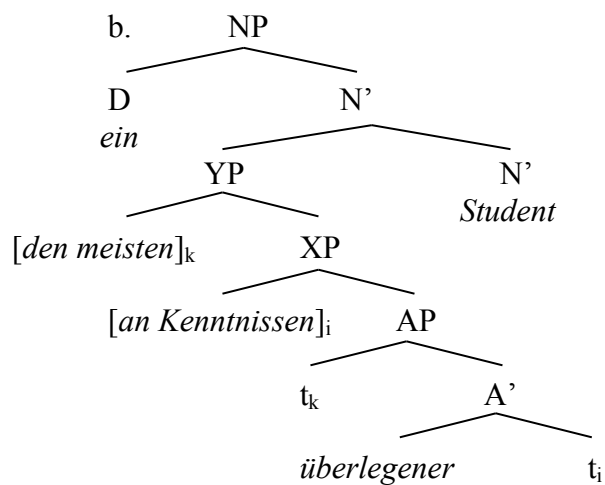 b. NP
D N’
ein
YP N’
Student
[den meisten]k XP
[an Kenntnissen]i AP
tk A’
überlegener ti